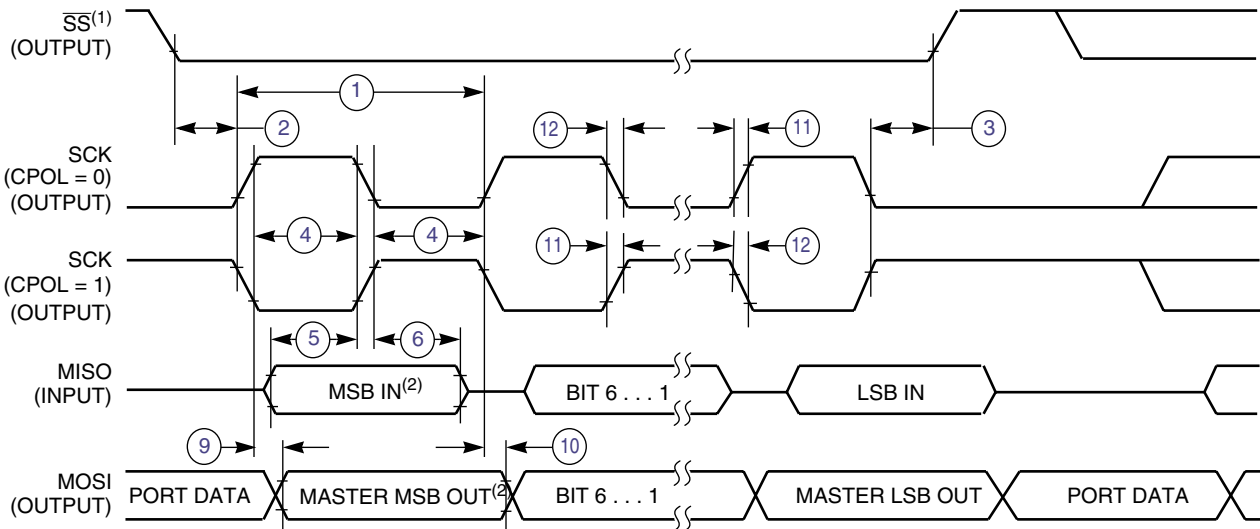 SS(1)
(OUTPUT)
1
2
12
11
3
SCK
(CPOL = 0)
(OUTPUT)
4
4
11
12
SCK
(CPOL = 1)
(OUTPUT)
5
6
MISO
(INPUT)
MSB IN(2)
BIT 6 . . . 1
LSB IN
9
10
MOSI
(OUTPUT)
PORT DATA
MASTER MSB OUT(2
BIT 6 . . . 1
MASTER LSB OUT
PORT DATA